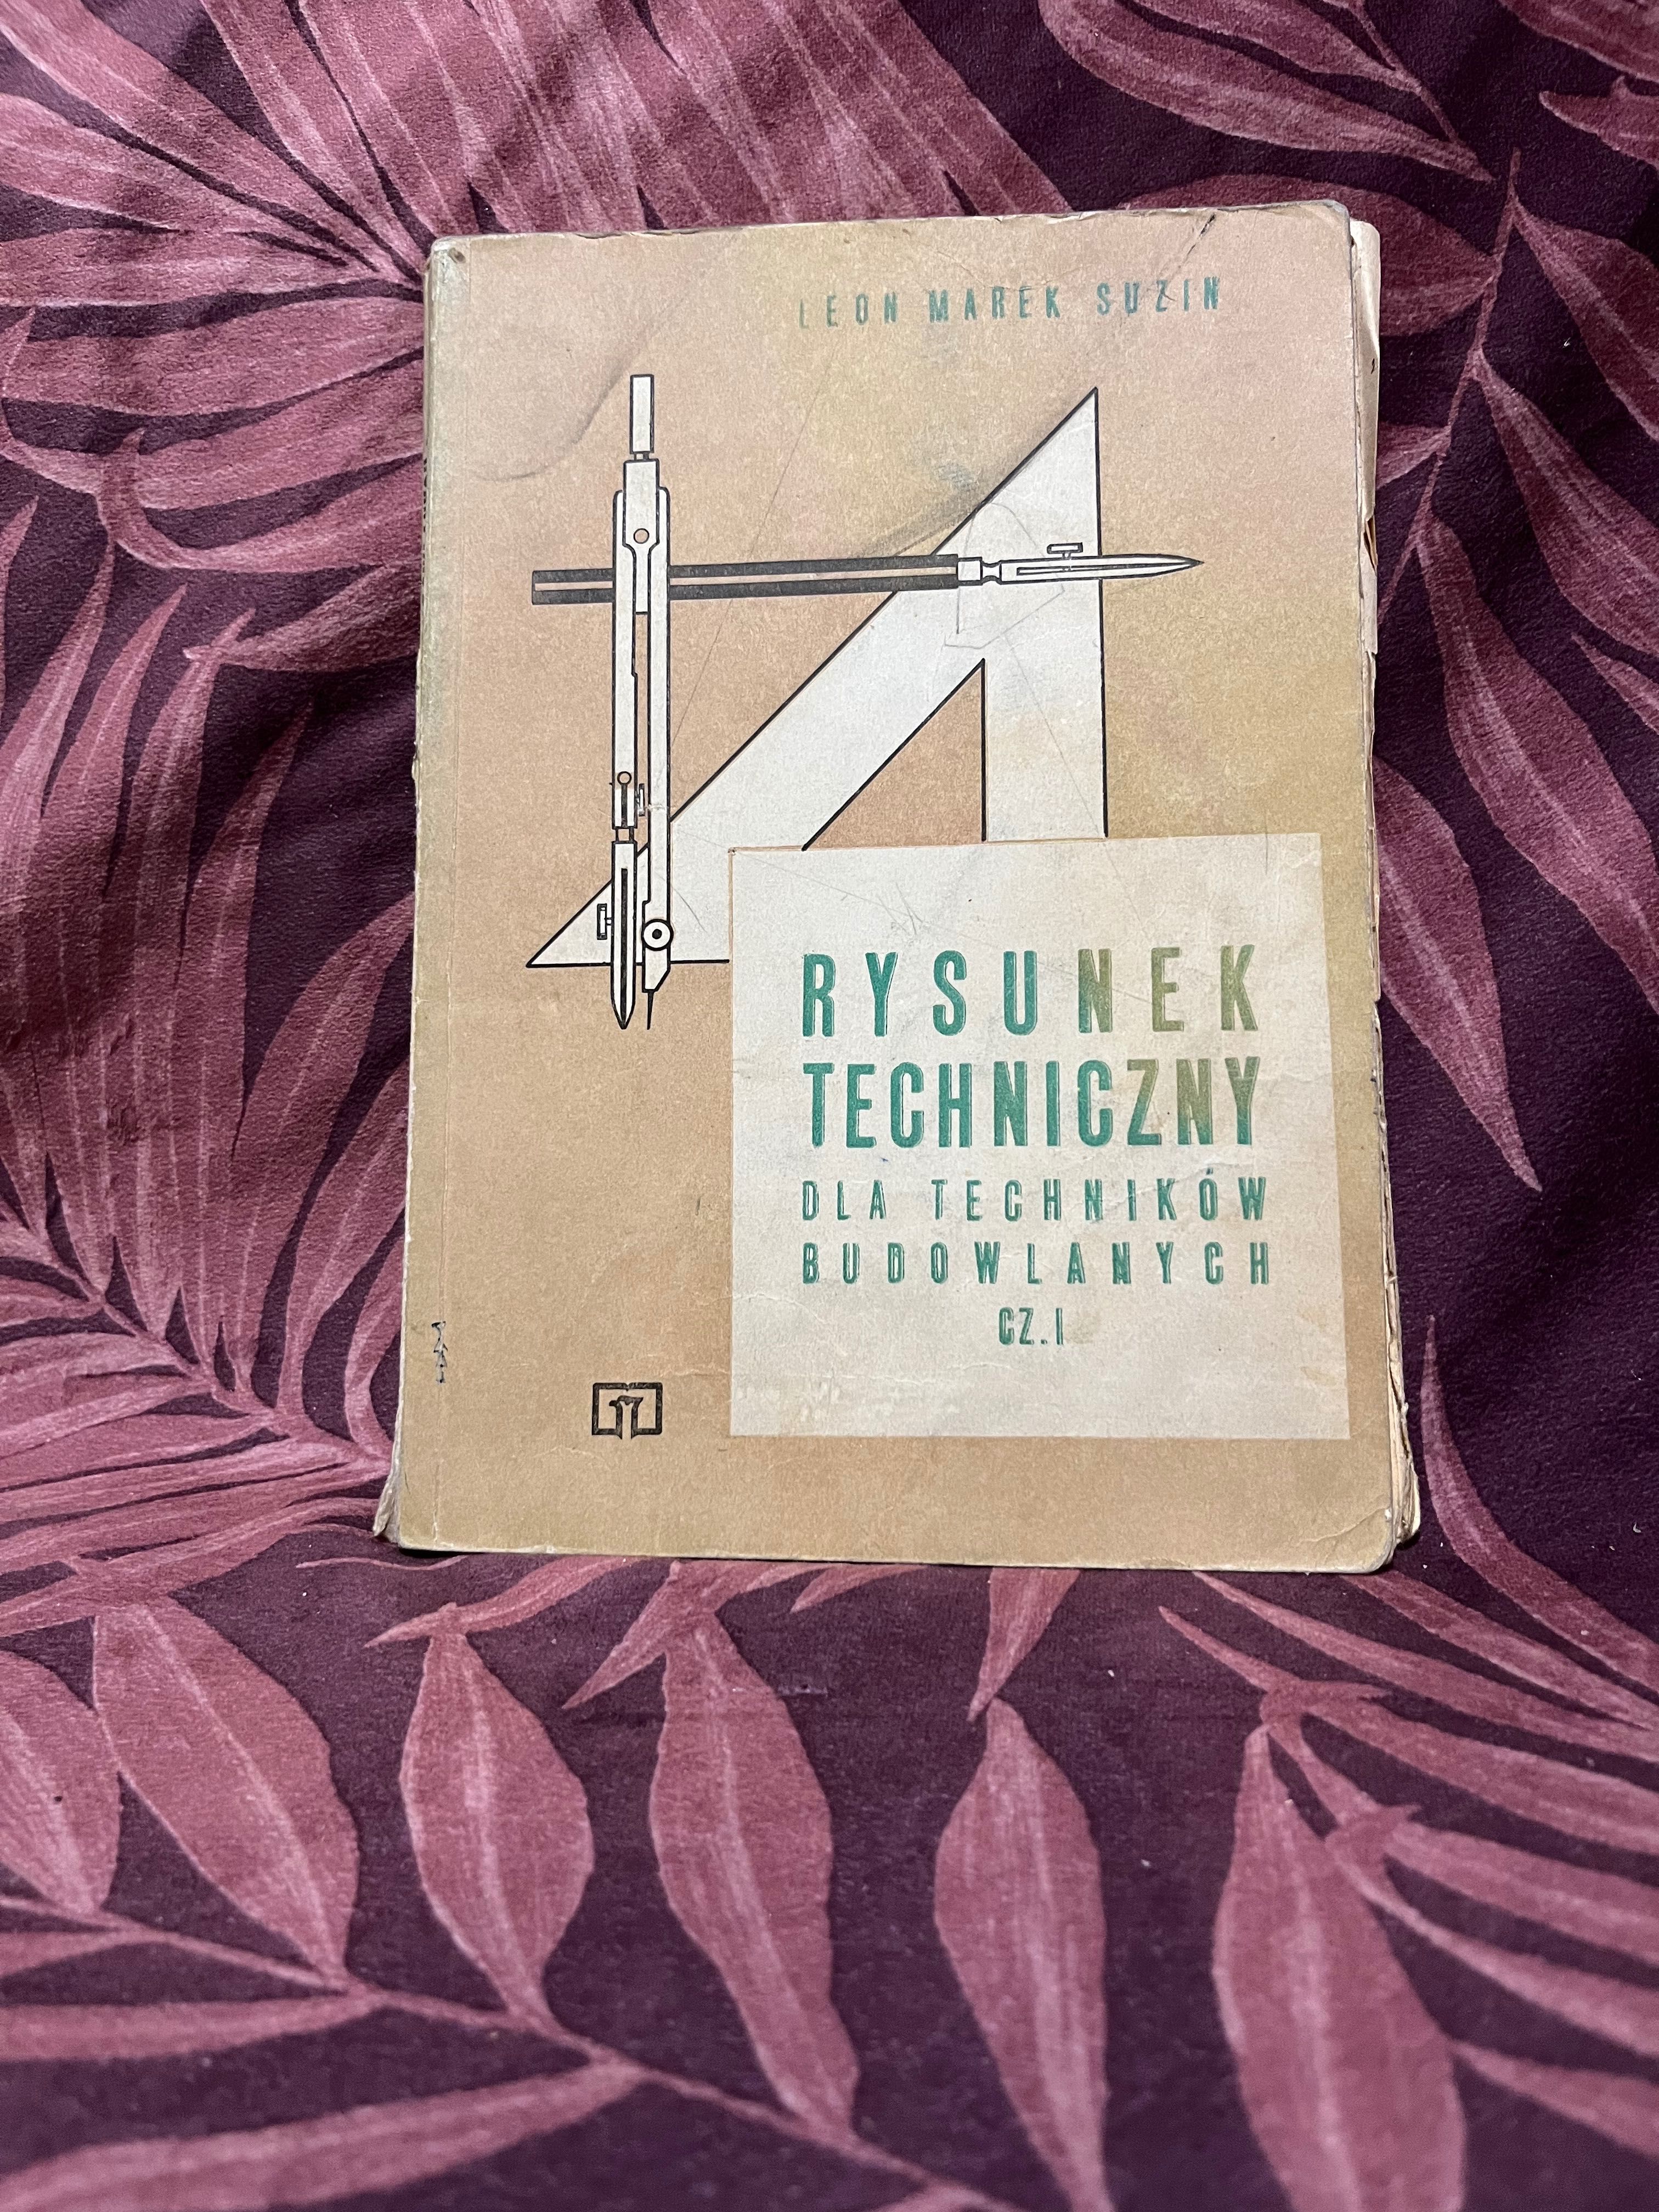 LEON MAREK SUZIN
RYSUNEK
TECHNICZNY
DLA TECHNIKÓW
BUDOWLANYCH
CZ. I